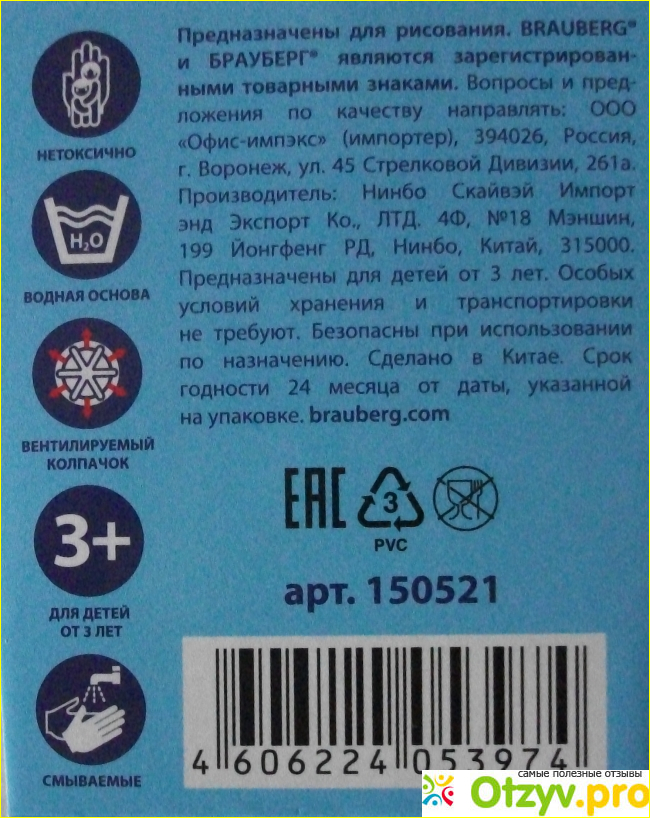 Предназначены для рисования. BRAUBERG®
и БРАУБЕРГ® являются зарегистрирован-
ными товарными знаками. Вопросы и пред-
ложения по качеству направлять: ООО
«Офис-импэкс» (импортер), 394026, Россия,
г. Воронеж, ул. 45 Стрелковой Дивизии, 261а.
Производитель: Нинбо Скайвэй Импорт
энд Экспорт Ко., ЛТД. 4Ф, №18 Мэншин,
199 Йонгфенг РД, Нинбо, Китай, 315000.
Предназначены для детей от 3 лет. Особых
условий хранения и транспортировки
не требуют. Безопасны при использовании
по назначению. Сделано в Китае. Срок
годности 24 месяца от даты, указанной
на упаковке. brauberg.com
НЕТОКСИЧНО
H₂O
ВОДНАЯ ОСНОВА
ВЕНТИЛИРУЕМЫЙ
КОЛПАЧОК
3+
ДЛЯ ДЕТЕЙ
ОТ 3 ЛЕТ
СМЫВАЕМЫЕ
EAC
3
PVC
арт. 150521
4 606224 053974
самые полезные отзывы
Otzyv.pro